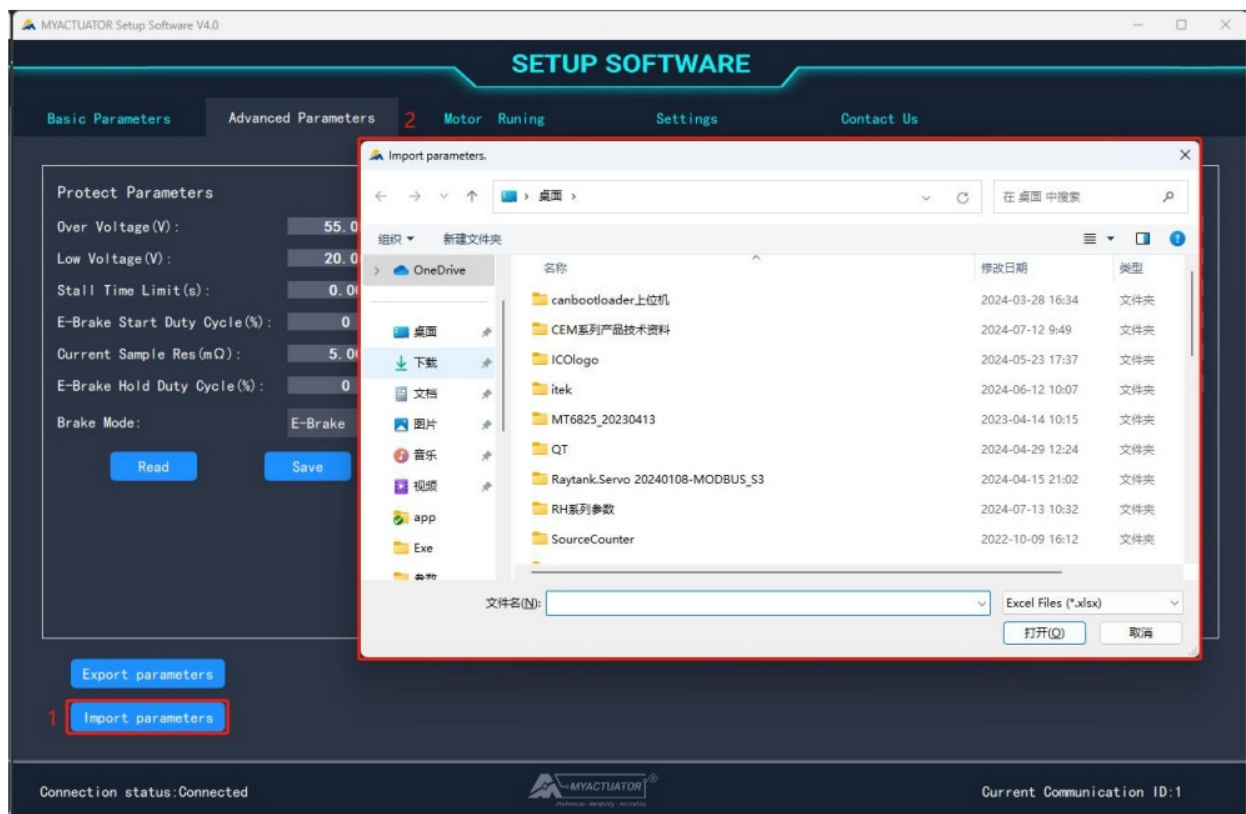 MYACTUATOR Setup Software V4.0
SETUP SOFTWARE
Basic Parameters Advanced Parameters 2 Motor Runing Settings Contact Us
Import parameters.
Protect Parameters
桌面
在 桌面 中搜索
Over Voltage(V): 55.0
组织 新建文件夹
Low Voltage(V): 20.0
OneDrive 名称 修改日期 类型
Stall Time Limit(s): 0.00
canbootloader上位机 2024-03-28 16:34 文件夹
E-Brake Start Duty Cycle(%): 0
桌面 CEM系列产品技术资料 2024-07-12 9:49 文件夹
Current Sample Res(mΩ): 5.00
下载 ICOlogo 2024-05-23 17:37 文件夹
E-Brake Hold Duty Cycle(%): 0
文档 itek 2024-06-12 10:07 文件夹
Brake Mode: E-Brake
图片 MT6825_20230413 2023-04-14 10:15 文件夹
音乐 QT 2024-04-29 12:24 文件夹
Read Save
视频 Raytank.Servo 20240108-MODBUS_S3 2024-04-15 21:02 文件夹
app RH系列参数 2024-07-13 10:32 文件夹
Exe SourceCounter 2022-10-09 16:12 文件夹
参数
文件名(N): Excel Files (*.xlsx)
打开(O) 取消
Export parameters
1 Import parameters
Connection status:Connected
MYACTUATOR®
Current Communication ID:1